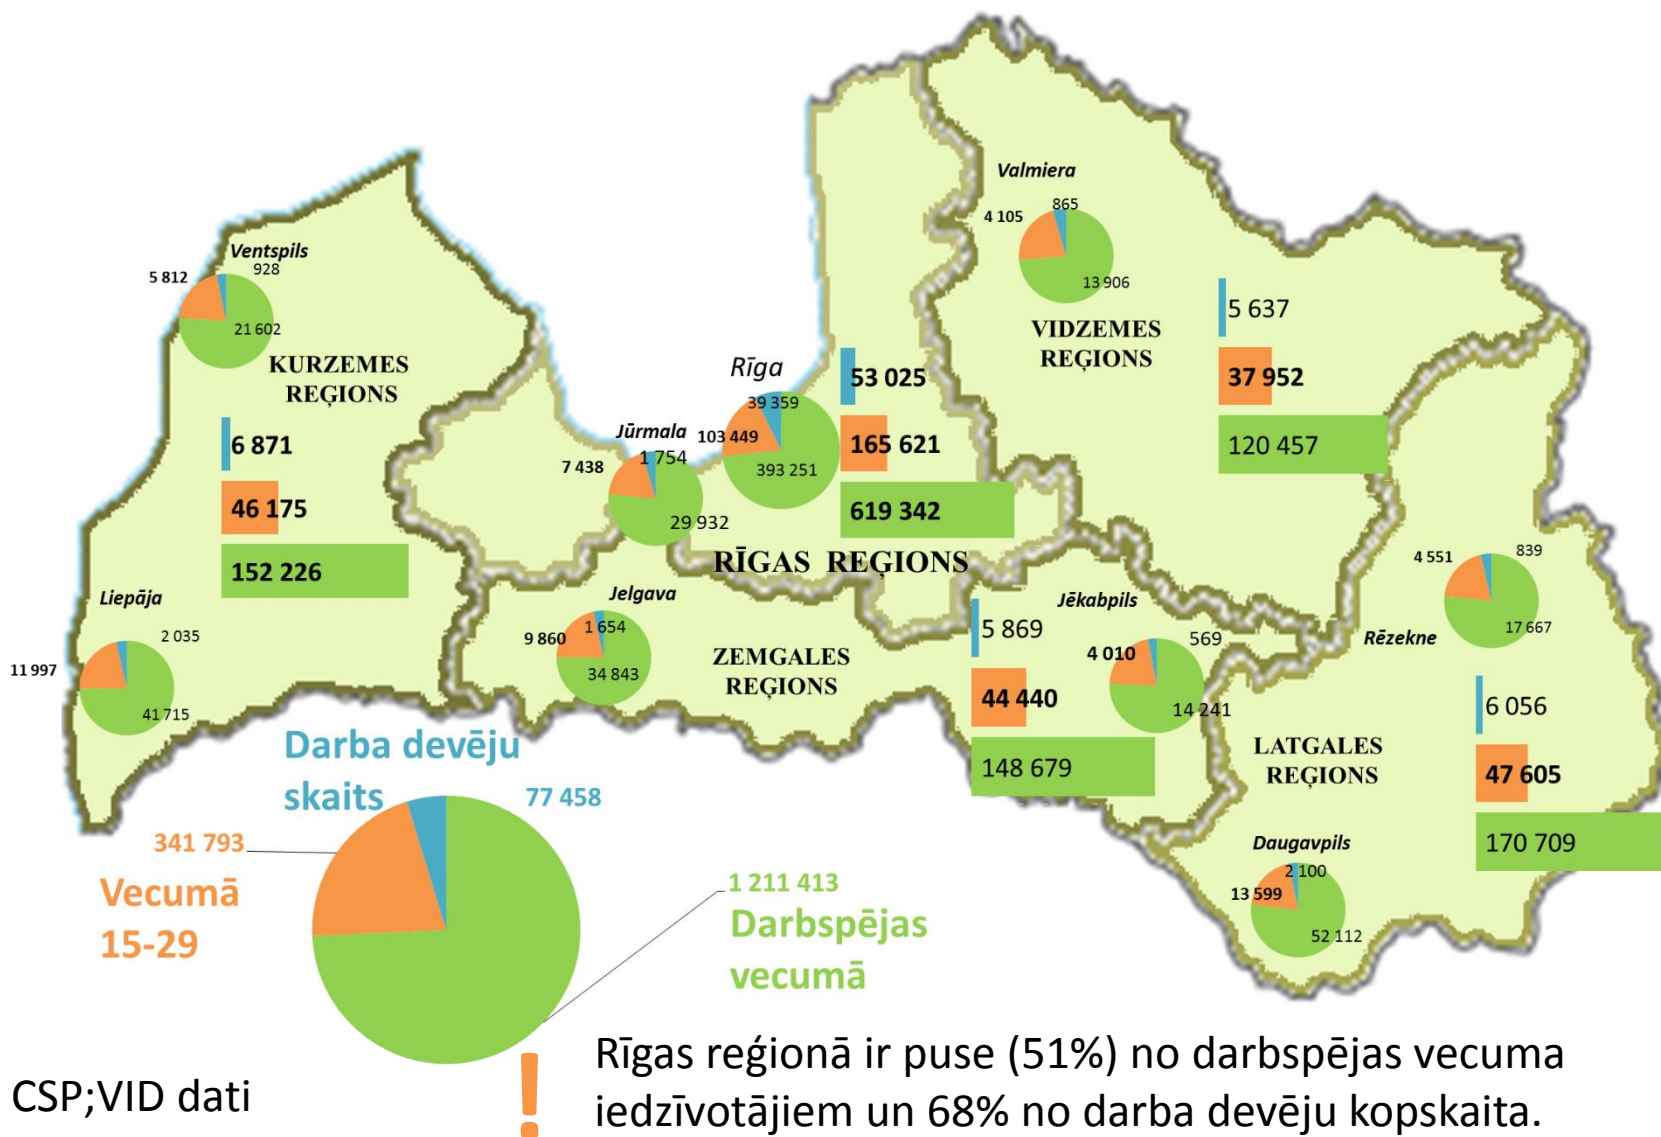 Valmiera
4 105
865
13 906
VIDZEMES
REĢIONS
5 637
37 952
120 457
Ventspils
928
5 812
21 602
KURZEMES
REĢIONS
6 871
46 175
152 226
Liepāja
2 035
11 997
41 715
Rīga
39 359
103 449
393 251
53 025
165 621
619 342
RĪGAS REĢIONS
Jūrmala
1 754
7 438
29 932
Jelgava
1 654
9 860
34 843
ZEMGALES
REĢIONS
5 869
44 440
148 679
Jēkabpils
569
4 010
14 241
839
4 551
17 667
Rēzekne
LATGALES
REĢIONS
6 056
47 605
170 709
Daugavpils
2 100
13 599
52 112
Darba devēju
skaits
77 458
341 793
Vecumā
15-29
1 211 413
Darbspējas
vecumā
CSP;VID dati
!
Rīgas reģionā ir puse (51%) no darbspējas vecuma
iedzīvotājiem un 68% no darba devēju kopskaita.